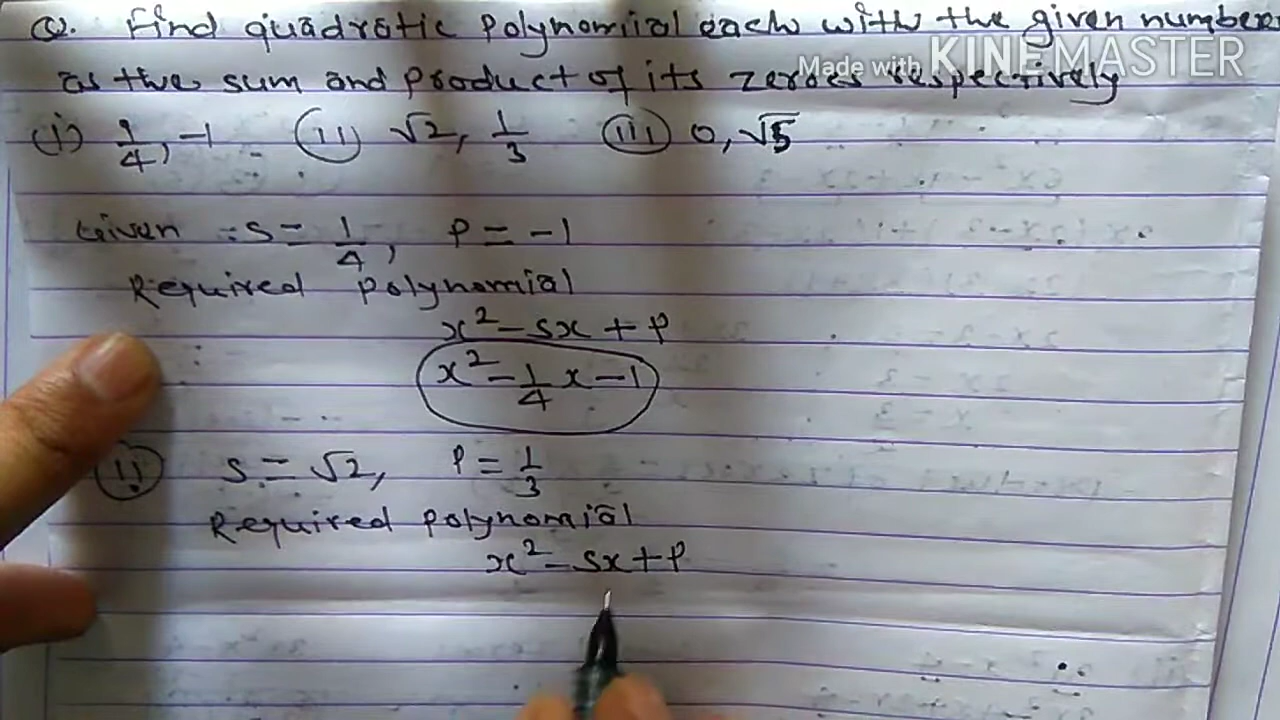 Q. Find quadratic polynomial each with the given number
as the sum and product of its zeroes respectively
Made with KINEMASTER
(i) 1/4, -1 (ii) √2, 1/3 (iii) 0, √5
Given :- S = 1/4, P = -1
Required polynomial
x² - Sx + P
x² - 1/4 x - 1
(ii) S = √2, P = 1/3
Required polynomial
x² - Sx + P